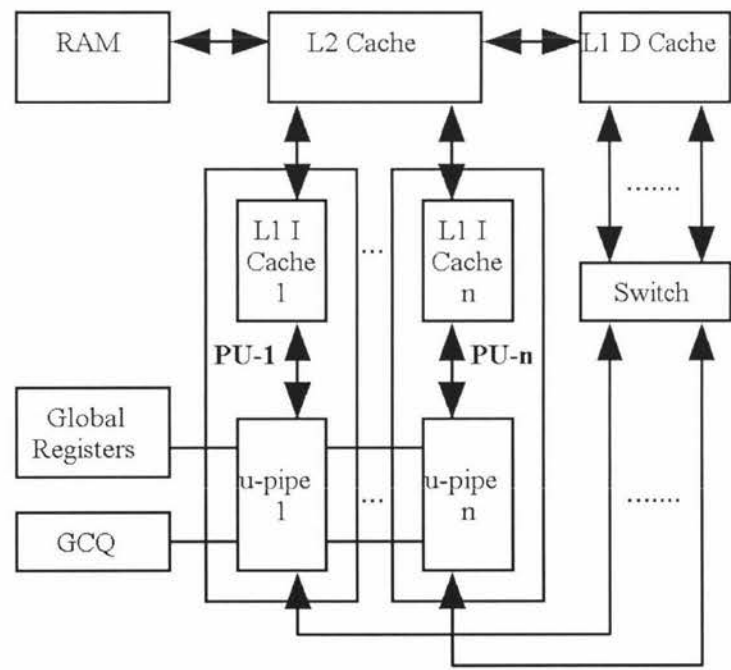 RAM
L2 Cache
L1 D Cache
.......
L1 I
Cache
1
...
L1 I
Cache
n
Switch
PU-1
PU-n
Global
Registers
u-pipe
1
...
u-pipe
n
.......
GCQ